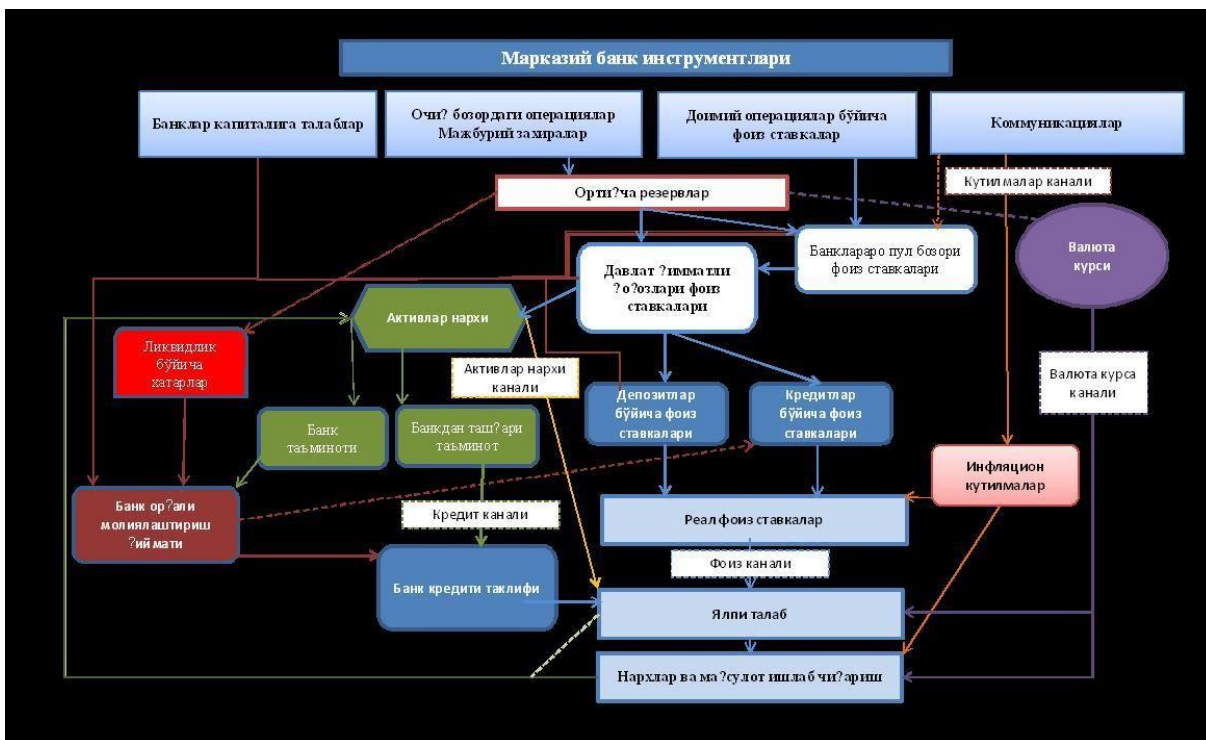 Марказий банк инструментлари
Банклар капиталига талаблар
Очи? бозордаги операциялар
Мажбурий захиралар
Доимий операциялар бўйича
фоиз ставкалар
Коммуникациялар
Кутилмалар канали
Орти?ча резервлар
Банклараро пул бозори
фоиз ставкалари
Валюта
курси
Давлат ?имматли
?о?озлари фоиз
ставкалари
Активлар нархи
Ликвидлик
бўйича
хатарлар
Активлар нархи
канали
Валюта курса
канали
Депозитлар
бўйича фоиз
ставкалари
Кредитлар
бўйича фоиз
ставкалари
Банк
таъминоти
Банкдан таш?ари
таъминот
Инфляцион
кутилмалар
Банк ор?али
молиялаштириш
?иймати
Кредит канали
Реал фоиз ставкалар
Фоиз канали
Банк кредити таклифи
Ялпи талаб
Нархлар ва ма?сулот ишлаб чи?ариш